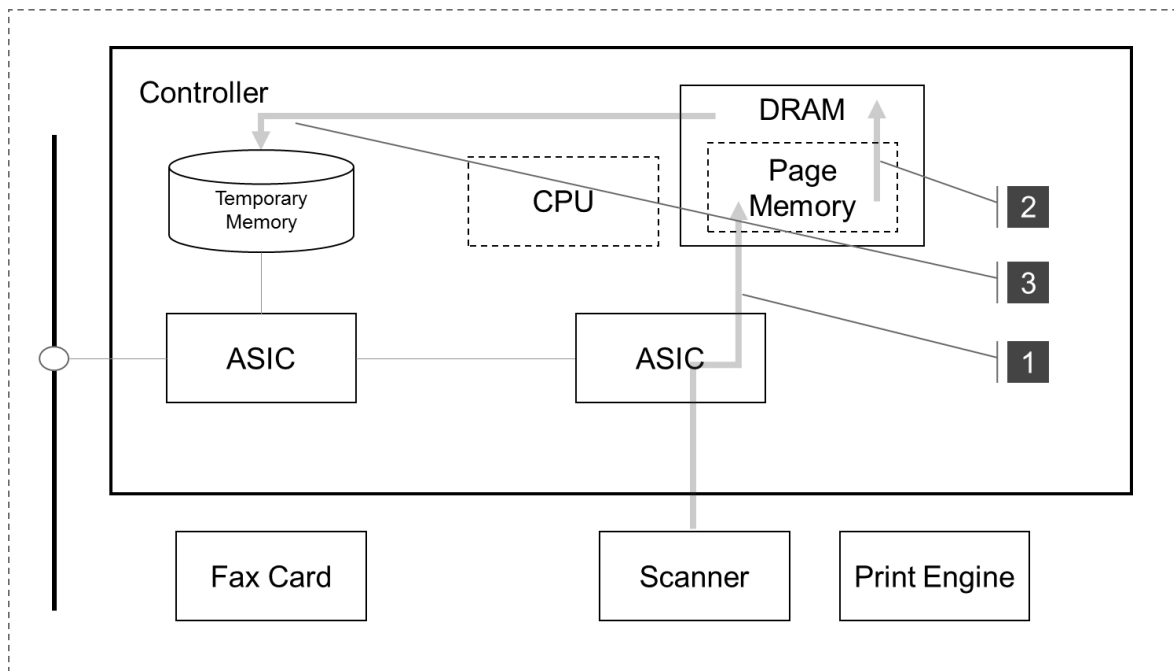 Controller
DRAM
Page
Memory
CPU
Temporary
Memory
2
3
1
ASIC
ASIC
Fax Card
Scanner
Print Engine